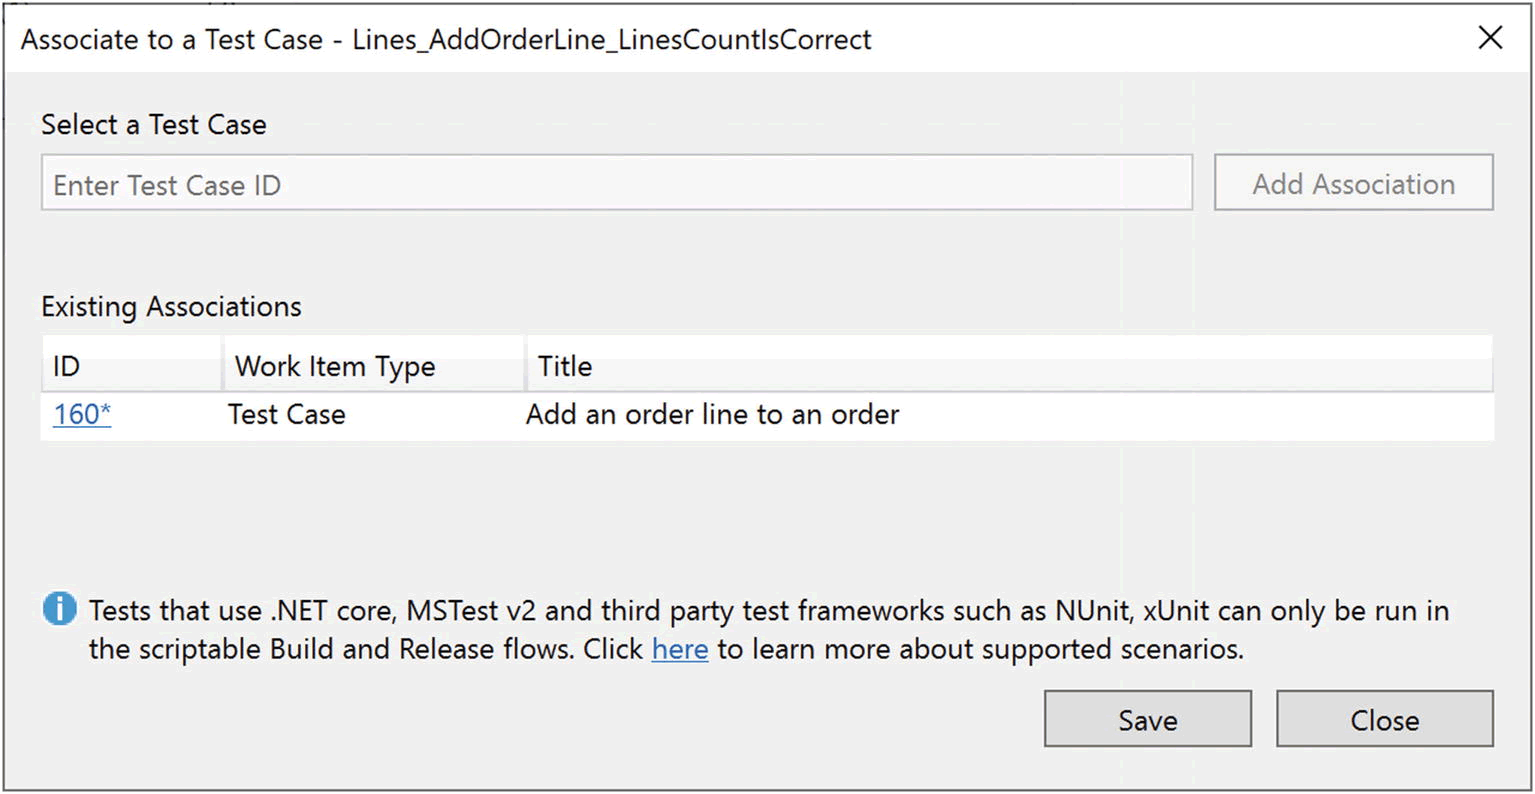 Associate to a Test Case - Lines_AddOrderLine_LinesCountIsCorrect
Select a Test Case
Enter Test Case ID
Add Association
Existing Associations
ID Work Item Type Title
160* Test Case Add an order line to an order
Tests that use .NET core, MSTest v2 and third party test frameworks such as NUnit, xUnit can only be run in
the scriptable Build and Release flows. Click here to learn more about supported scenarios.
Save Close